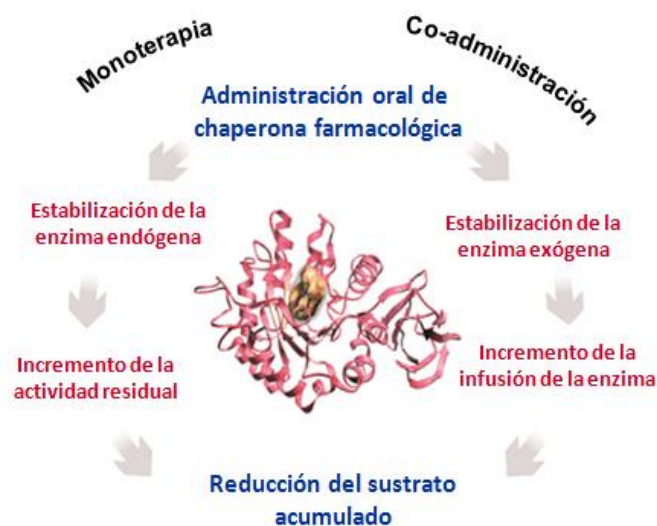 Monoterapia
Co-administración
Administración oral de
chaperona farmacológica
Estabilización de la
enzima endógena
Estabilización de la
enzima exógena
Incremento de la
actividad residual
Incremento de la
infusión de la enzima
Reducción del sustrato
acumulado